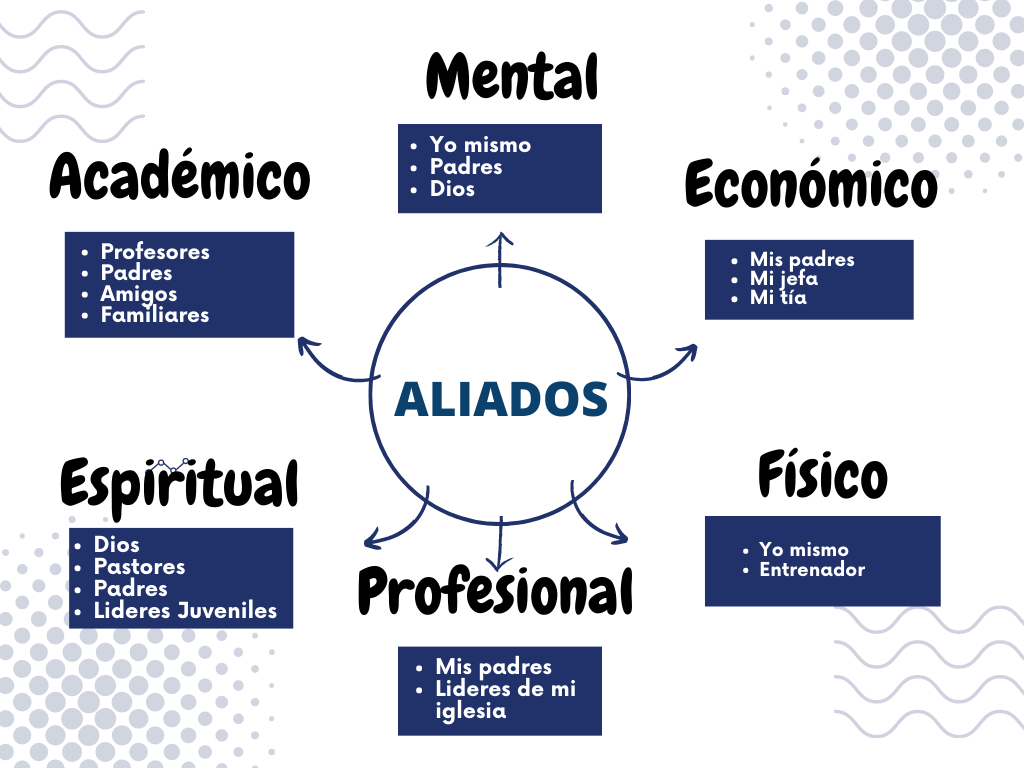 Mental
• Yo mismo
• Padres
• Dios
Académico
• Profesores
• Padres
• Amigos
• Familiares
Económico
• Mis padres
• Mi jefa
• Mi tía
ALIADOS
Espiritual
• Dios
• Pastores
• Padres
• Lideres Juveniles
Físico
• Yo mismo
• Entrenador
Profesional
• Mis padres
• Lideres de mi
iglesia